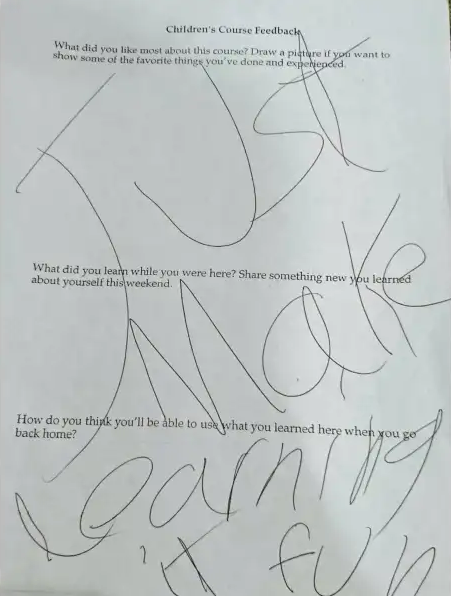 Children's Course Feedback
What did you like most about this course? Draw a picture if you want to
show some of the favorite things you've done and experienced.
Just
What did you learn while you were here? Share something new you learned
about yourself this weekend.
Make
How do you think you'll be able to use what you learned here when you go
back home?
Learning
it fun